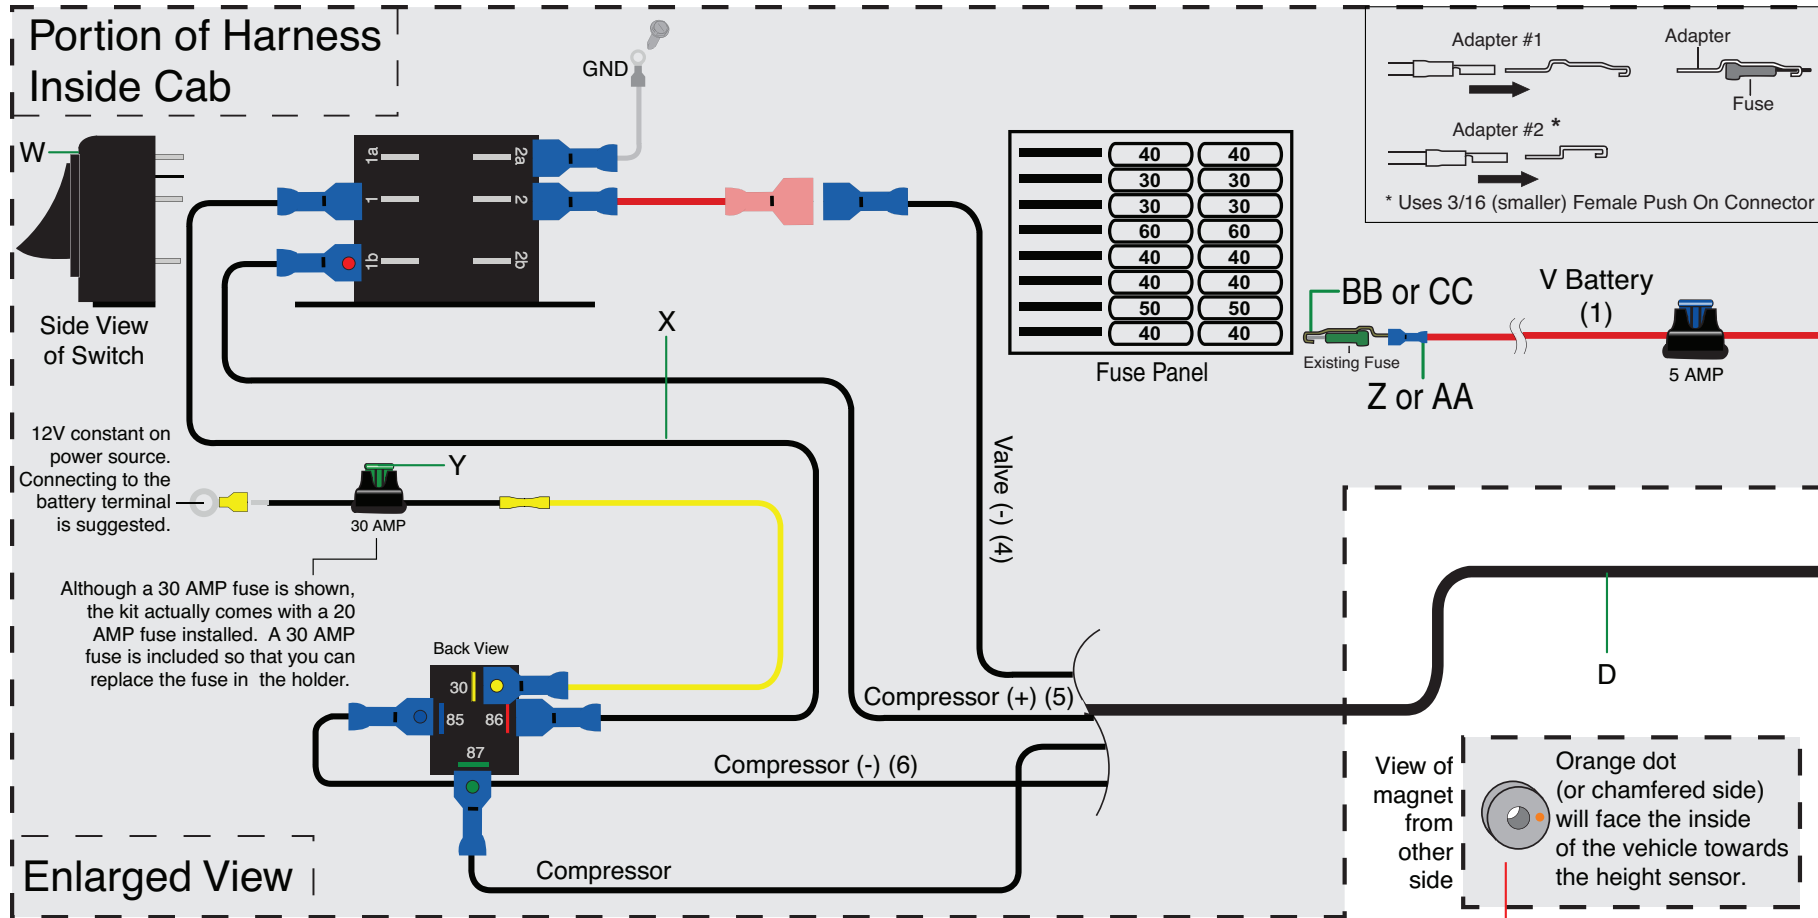 Portion of Harness
Inside Cab
GND
W
1a
2a
1
2
1b
2b
Side View
of Switch
X
40 40
30 30
30 30
60 60
40 40
40 40
50 50
40 40
Fuse Panel
Adapter #1
Adapter
Fuse
Adapter #2 *
* Uses 3/16 (smaller) Female Push On Connector
BB or CC
V Battery
(1)
Existing Fuse
Z or AA
5 AMP
12V constant on
power source.
Connecting to the
battery terminal
is suggested.
Y
30 AMP
Although a 30 AMP fuse is shown,
the kit actually comes with a 20
AMP fuse installed. A 30 AMP
fuse is included so that you can
replace the fuse in the holder.
Valve (-) (4)
Back View
30
85
86
87
Compressor (+) (5)
Compressor (-) (6)
Compressor
D
View of
magnet
from
other
side
Orange dot
(or chamfered side)
will face the inside
of the vehicle towards
the height sensor.
Enlarged View